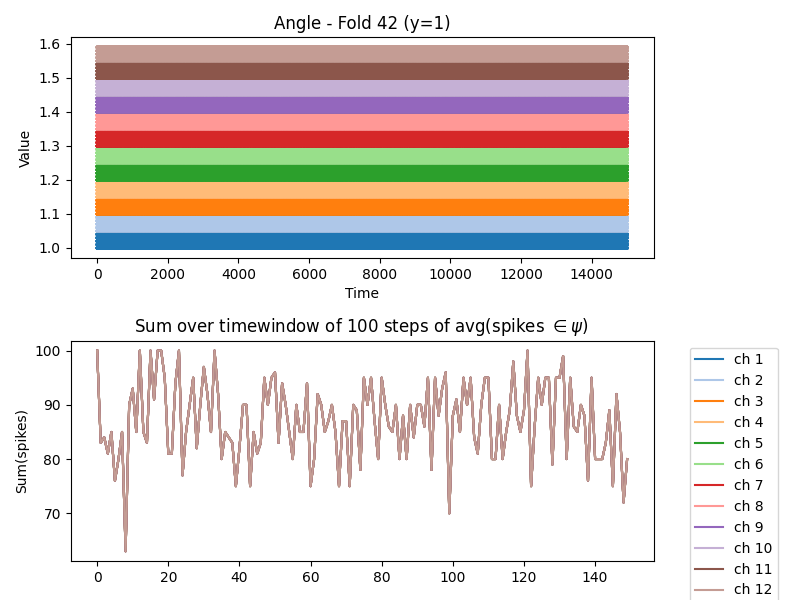 Angle - Fold 42 (y=1)
1.6
1.5
1.4
1.3
1.2
1.1
1.0
Value
0 2000 4000 6000 8000 10000 12000 14000
Time
Sum over timewindow of 100 steps of avg(spikes ∈ ψ)
100
90
80
70
Sum(spikes)
0 20 40 60 80 100 120 140
ch 1
ch 2
ch 3
ch 4
ch 5
ch 6
ch 7
ch 8
ch 9
ch 10
ch 11
ch 12